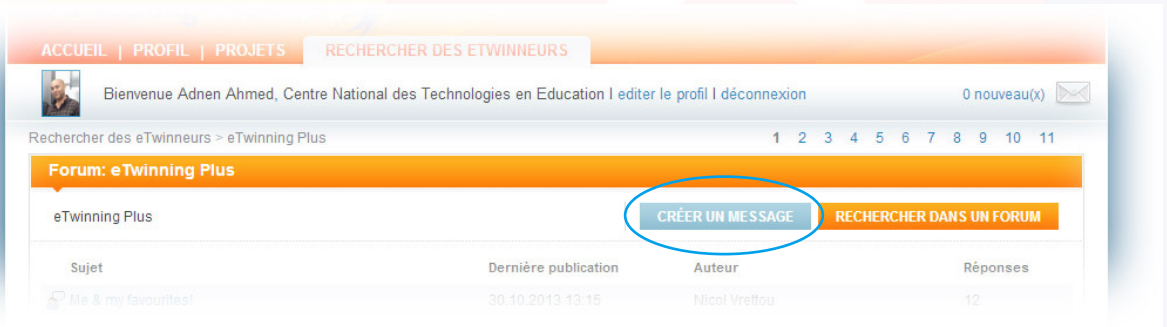 ACCUEIL | PROFIL | PROJETS RECHERCHER DES ETWINNEURS
Bienvenue Adnen Ahmed, Centre National des Technologies en Education I editer le profil I déconnexion 0 nouveau(x)
Rechercher des eTwinneurs > eTwinning Plus 1 2 3 4 5 6 7 8 9 10 11
Forum: eTwinning Plus
eTwinning Plus CRÉER UN MESSAGE RECHERCHER DANS UN FORUM
Sujet Dernière publication Auteur Réponses
Me & my favourites! 30.10.2013 13:15 Nicol Vrettou 12